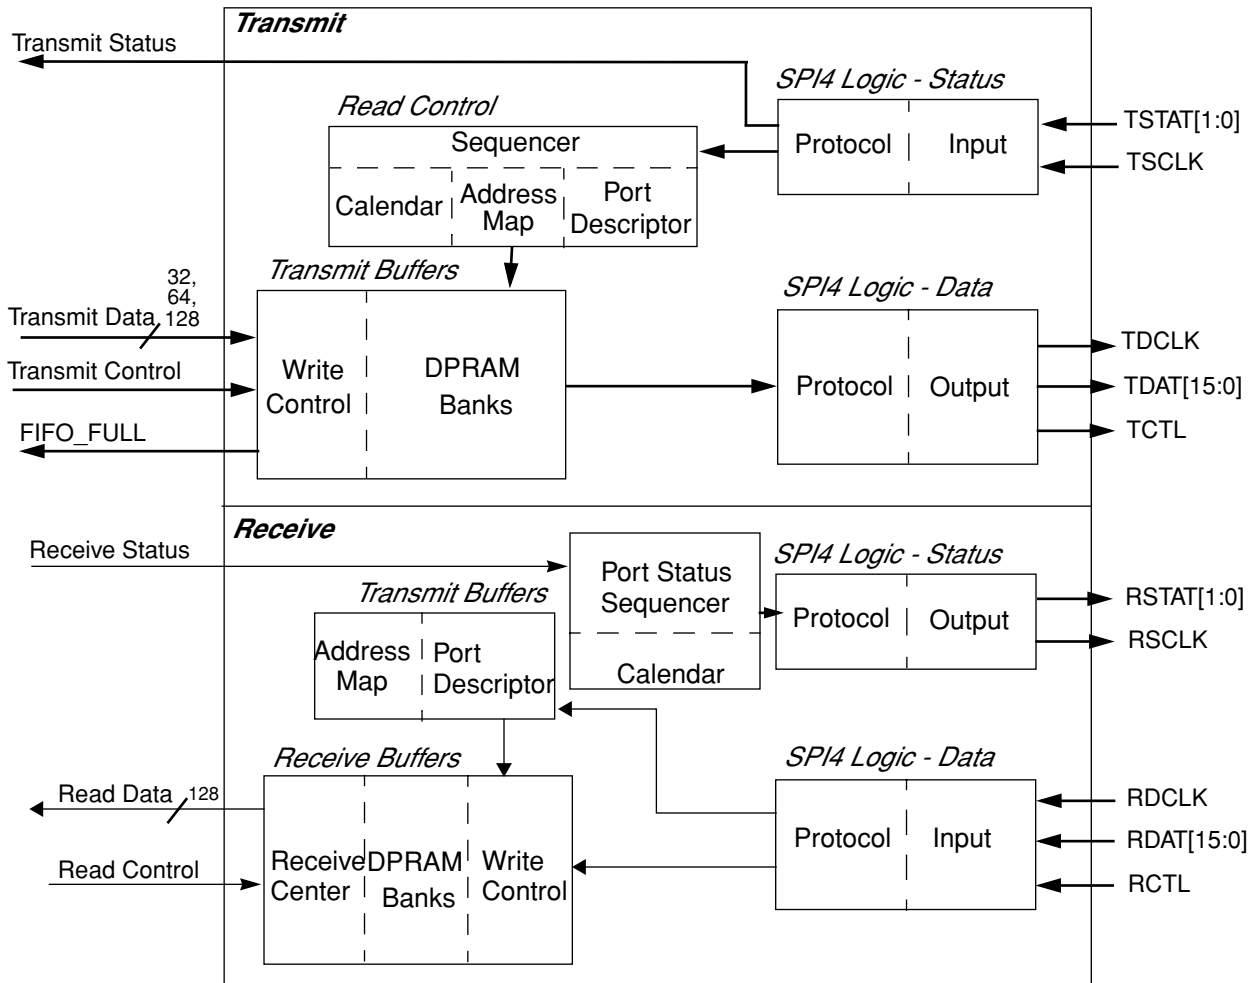 Transmit
Transmit Status
SPI4 Logic - Status
Read Control
TSTAT[1:0]
Sequencer
Protocol
Input
TSCLK
Calendar
Address
Map
Port
Descriptor
Transmit Buffers
SPI4 Logic - Data
32,
64,
128
Transmit Data
TDCLK
Transmit Control
Write
Control
DPRAM
Banks
Protocol
Output
TDAT[15:0]
FIFO_FULL
TCTL
Receive
Receive Status
SPI4 Logic - Status
Port Status
Sequencer
Transmit Buffers
RSTAT[1:0]
Protocol
Output
RSCLK
Address
Map
Port
Descriptor
Calendar
Receive Buffers
SPI4 Logic - Data
Read Data
128
RDCLK
Protocol
Input
RDAT[15:0]
Read Control
Receive
Center
DPRAM
Banks
Write
Control
RCTL